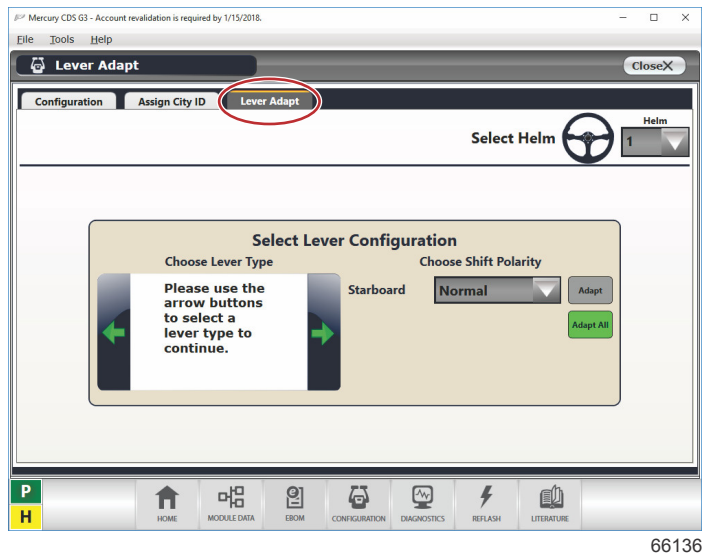 Mercury CDS G3 - Account revalidation is required by 1/15/2018.
File Tools Help
Lever Adapt
CloseX
Configuration Assign City ID Lever Adapt
Helm
Select Helm
1
Select Lever Configuration
Choose Lever Type Choose Shift Polarity
Please use the
arrow buttons
to select a
lever type to
continue.
Starboard Normal Adapt
Adapt All
P
H
HOME MODULE DATA EBOM CONFIGURATION DIAGNOSTICS REFLASH LITERATURE
66136